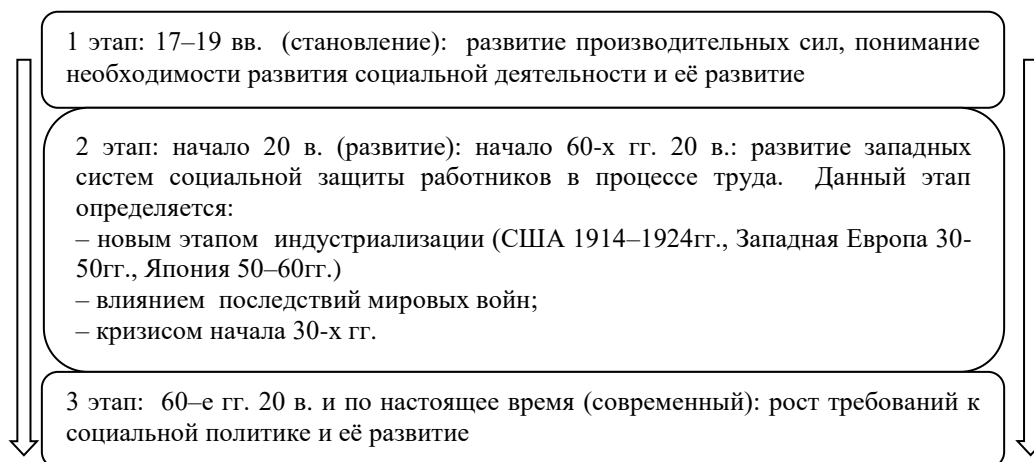 1 этап: 17–19 вв. (становление): развитие производительных сил, понимание
необходимости развития социальной деятельности и её развитие
2 этап: начало 20 в. (развитие): начало 60-х гг. 20 в.: развитие западных
систем социальной защиты работников в процессе труда. Данный этап
определяется:
– новым этапом индустриализации (США 1914–1924гг., Западная Европа 30-
50гг., Япония 50–60гг.)
– влиянием последствий мировых войн;
– кризисом начала 30-х гг.
3 этап: 60–е гг. 20 в. и по настоящее время (современный): рост требований к
социальной политике и её развитие